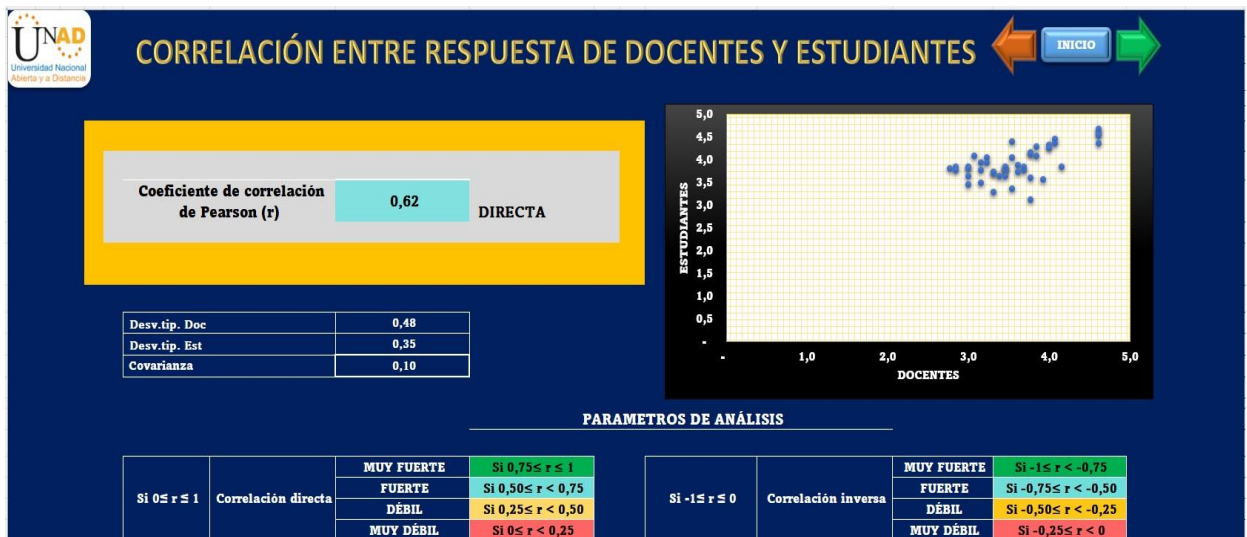 UNAD
Universidad Nacional
Abierta y a Distancia
CORRELACIÓN ENTRE RESPUESTA DE DOCENTES Y ESTUDIANTES
INICIO
Coeficiente de correlación
de Pearson (r)
0,62
DIRECTA
Desv.tip. Doc 0,48
Desv.tip. Est 0,35
Covarianza 0,10
ESTUDIANTES
5,0
4,5
4,0
3,5
3,0
2,5
2,0
1,5
1,0
0,5
-
- 1,0 2,0 3,0 4,0 5,0
DOCENTES
PARAMETROS DE ANÁLISIS
Si 0≤ r ≤ 1 Correlación directa
MUY FUERTE Si 0,75≤ r ≤ 1
FUERTE Si 0,50≤ r < 0,75
DÉBIL Si 0,25≤ r < 0,50
MUY DÉBIL Si 0≤ r < 0,25
Si -1≤ r ≤ 0 Correlación inversa
MUY FUERTE Si -1≤ r < -0,75
FUERTE Si -0,75≤ r < -0,50
DÉBIL Si -0,50≤ r < -0,25
MUY DÉBIL Si -0,25≤ r < 0